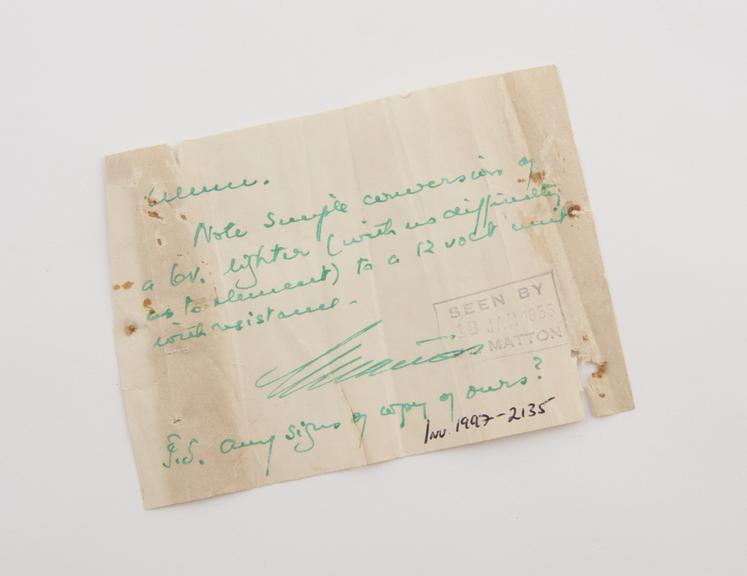 Note simple conversion of
a 6v. lighter (with no difficulty
as to element) to a 12 volt unit
with resistance.
SEEN BY
18 JAN 1956
MATTON
any signs of copy of ours?
Inv. 1997-2135